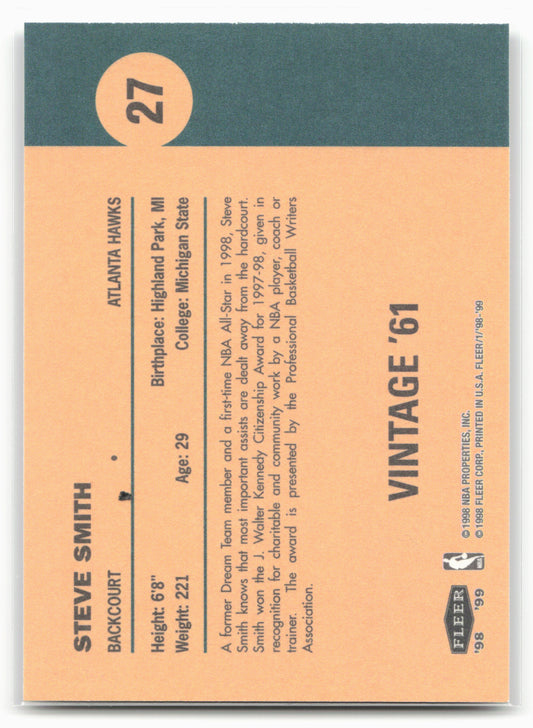 27
STEVE SMITH
BACKCOURT ATLANTA HAWKS
Height: 6'8" Birthplace: Highland Park, MI
Weight: 221 Age: 29 College: Michigan State
A former Dream Team member and a first-time NBA All-Star in 1998, Steve
Smith knows that most important assists are dealt away from the hardcourt.
Smith won the J. Walter Kennedy Citizenship Award for 1997-98, given in
recognition for charitable and community work by a NBA player, coach or
trainer. The award is presented by the Professional Basketball Writers
Association.
VINTAGE '61
FLEER
'98 '99
NBA
© 1998 NBA PROPERTIES, INC.
© 1998 FLEER CORP., PRINTED IN U.S.A. FLEER/1/'98-'99